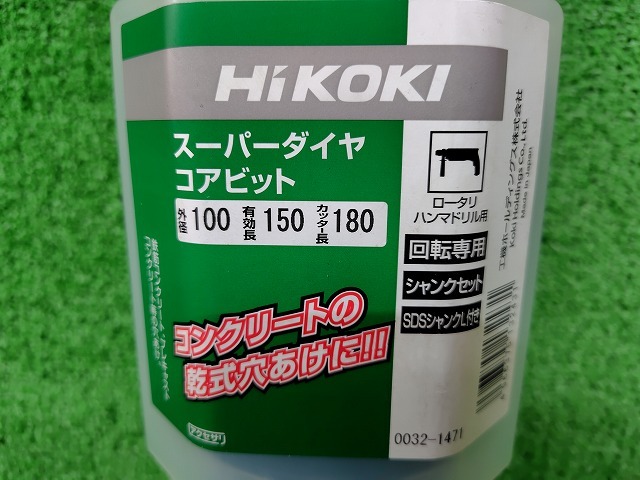 HiKOKI
スーパーダイヤ
コアビット
外径 100 有効長 150 カッター長 180
ロータリ
ハンマドリル用
回転専用
シャンクセット
SDSシャンクL付き
コンクリートの
乾式穴あけに!!!
アクセサリ
0032-1471
工機ホールディングス株式会社
Koki Holdings Co.,Ltd.
Made in Japan